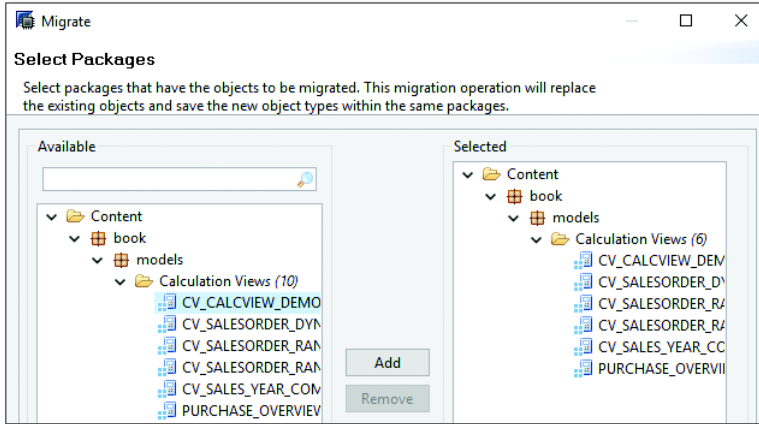 Migrate
Select Packages
Select packages that have the objects to be migrated. This migration operation will replace
the existing objects and save the new object types within the same packages.
Available
Content
book
models
Calculation Views (10)
CV_CALCVIEW_DEMO
CV_SALESORDER_DYN
CV_SALESORDER_RAN
CV_SALESORDER_RAN
CV_SALES_YEAR_COM
PURCHASE_OVERVIEW
Add
Remove
Selected
Content
book
models
Calculation Views (6)
CV_CALCVIEW_DEM
CV_SALESORDER_DY
CV_SALESORDER_RA
CV_SALESORDER_RA
CV_SALES_YEAR_CO
PURCHASE_OVERVI